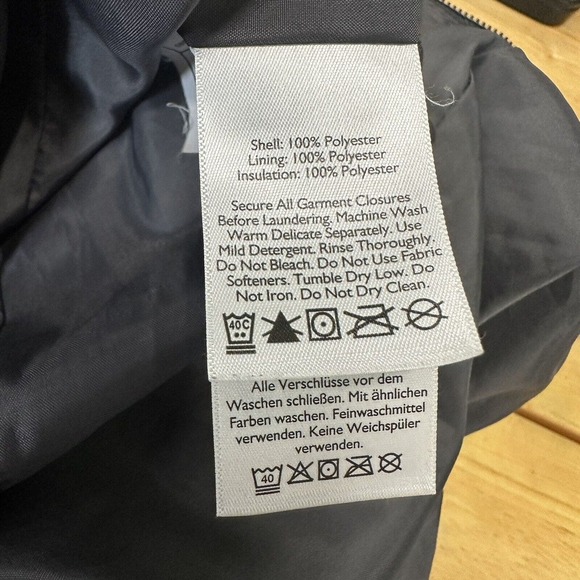 Shell: 100% Polyester
Lining: 100% Polyester
Insulation: 100% Polyester
Secure All Garment Closures
Before Laundering. Machine Wash
Warm Delicate Separately. Use
Mild Detergent. Rinse Thoroughly.
Do Not Bleach. Do Not Use Fabric
Softeners. Tumble Dry Low. Do
Not Iron. Do Not Dry Clean.
40C
Alle Verschlüsse vor dem
Waschen schließen. Mit ähnlichen
Farben waschen. Feinwaschmittel
verwenden. Keine Weichspüler
verwenden.
40